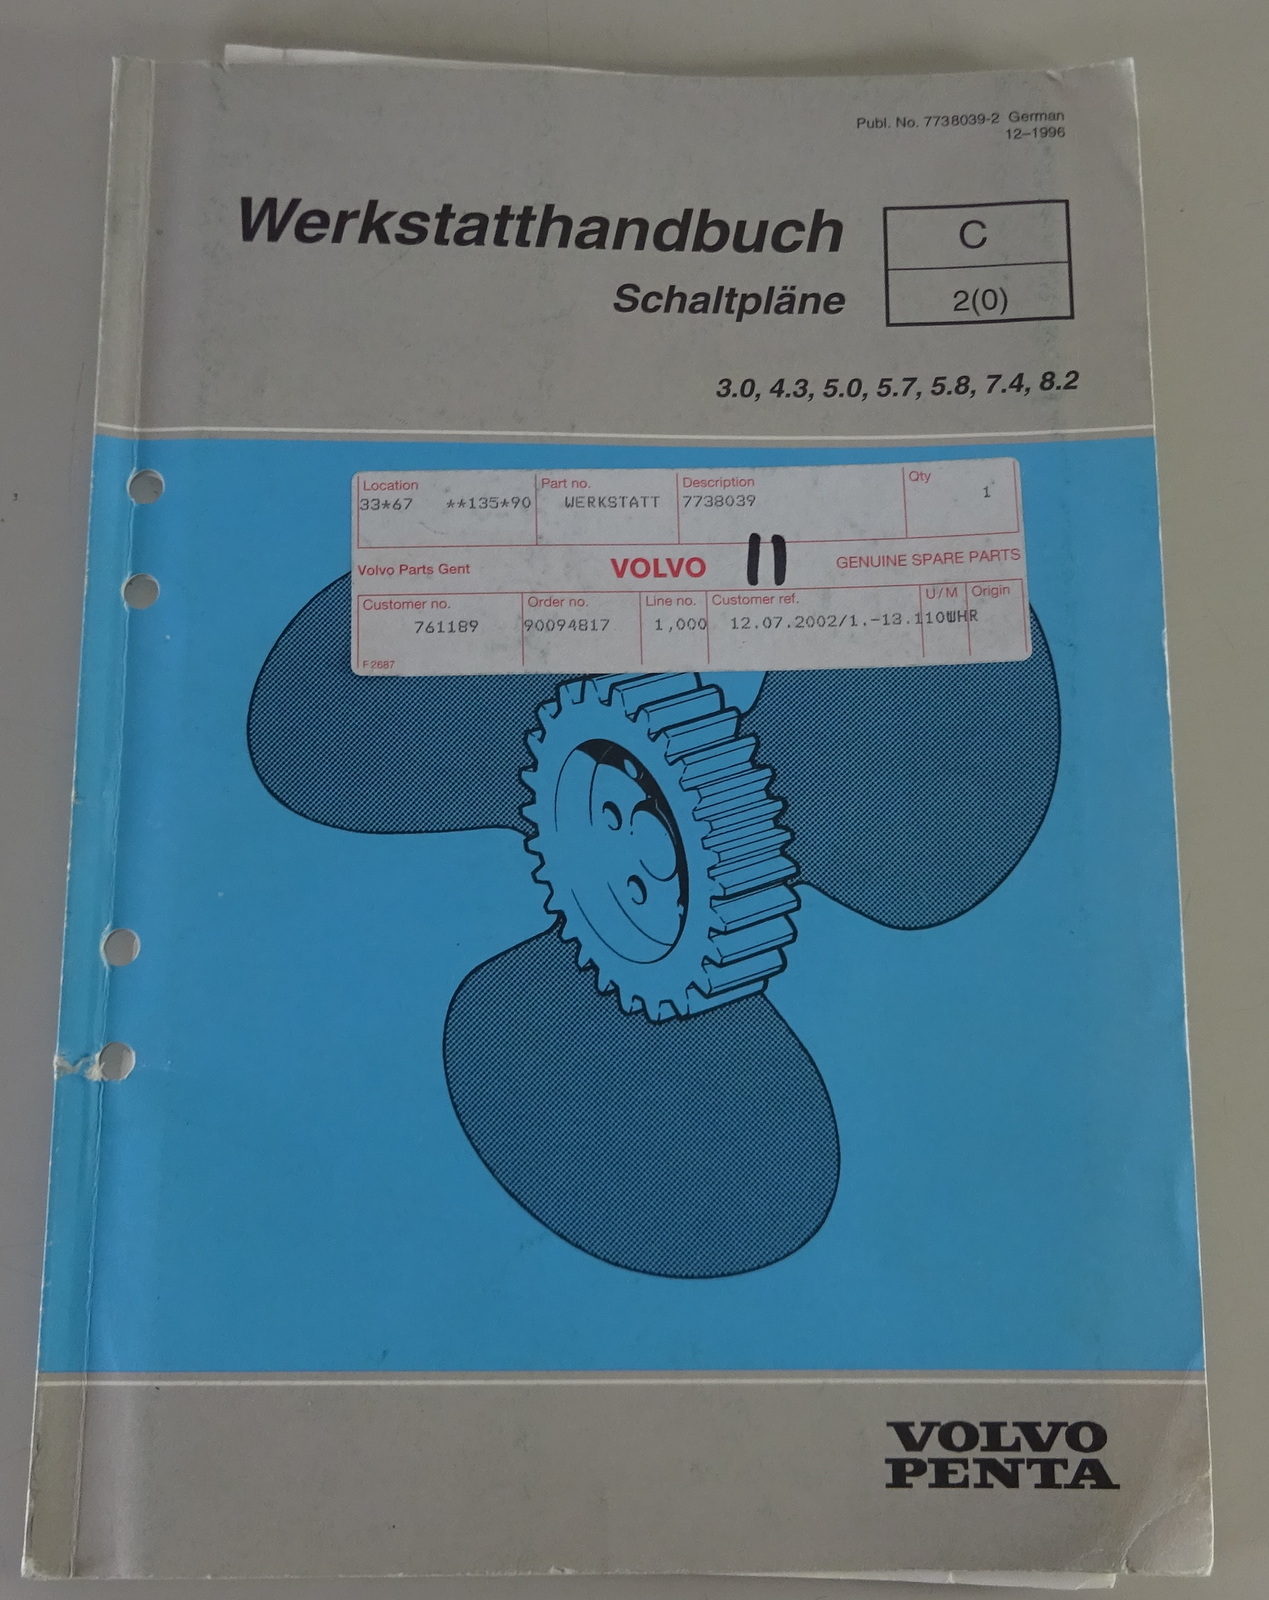 Publ. No. 7738039-2 German
12–1996
Werkstatthandbuch
Schaltpläne
C
2(0)
3.0, 4.3, 5.0, 5.7, 5.8, 7.4, 8.2
Location Part no. Description Qty
33*67 **135*90 WERKSTATT 7738039 1
Volvo Parts Gent VOLVO 11 GENUINE SPARE PARTS
Customer no. Order no. Line no. Customer ref. U/M Origin
761189 90094817 1,000 12.07.2002/1.-13.110WHR
F2687
VOLVO
PENTA